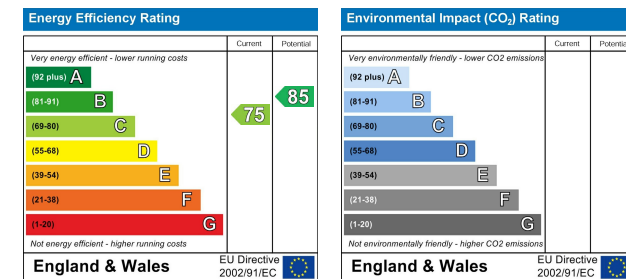 Energy Efficiency Rating
Current Potential
Very energy efficient - lower running costs
(92 plus) A
(81-91) B
(69-80) C
(55-68) D
(39-54) E
(21-38) F
(1-20) G
75
85
Not energy efficient - higher running costs
England & Wales
EU Directive
2002/91/EC
Environmental Impact (CO₂) Rating
Current Potential
Very environmentally friendly - lower CO2 emissions
(92 plus) A
(81-91) B
(69-80) C
(55-68) D
(39-54) E
(21-38) F
(1-20) G
Not environmentally friendly - higher CO2 emissions
England & Wales
EU Directive
2002/91/EC